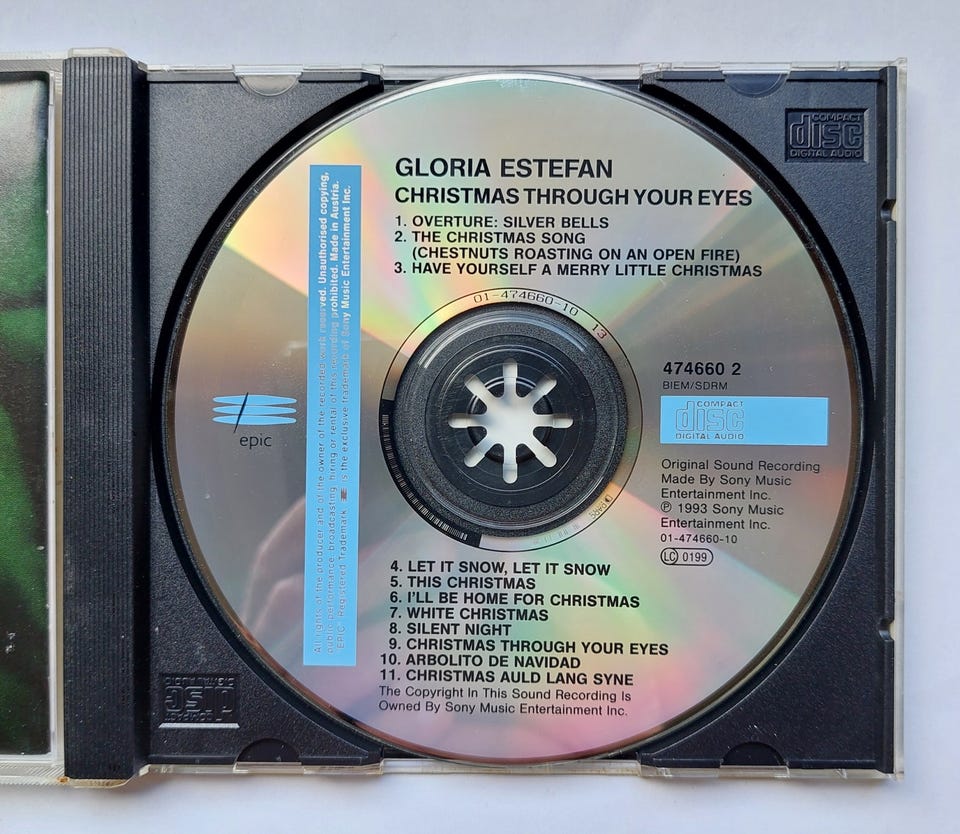 GLORIA ESTEFAN
CHRISTMAS THROUGH YOUR EYES
1. OVERTURE: SILVER BELLS
2. THE CHRISTMAS SONG
(CHESTNUTS ROASTING ON AN OPEN FIRE)
3. HAVE YOURSELF A MERRY LITTLE CHRISTMAS
01-474660-10 13
474660 2
BIEM/SDRM
COMPACT
disc
DIGITAL AUDIO
Original Sound Recording
Made By Sony Music
Entertainment Inc.
℗ 1993 Sony Music
Entertainment Inc.
01-474660-10
LC 0199
4. LET IT SNOW, LET IT SNOW
5. THIS CHRISTMAS
6. I'LL BE HOME FOR CHRISTMAS
7. WHITE CHRISTMAS
8. SILENT NIGHT
9. CHRISTMAS THROUGH YOUR EYES
10. ARBOLITO DE NAVIDAD
11. CHRISTMAS AULD LANG SYNE
The Copyright In This Sound Recording Is
Owned By Sony Music Entertainment Inc.
epic
All rights of the producer and of the owner of the recorded work reserved. Unauthorised copying,
public performance, broadcasting, hiring or rental of this recording prohibited. Made in Austria.
EPIC Registered Trademark is the exclusive trademark of Sony Music Entertainment Inc.
COMPACT
disc
DIGITAL AUDIO
COMPACT
disc
DIGITAL AUDIO